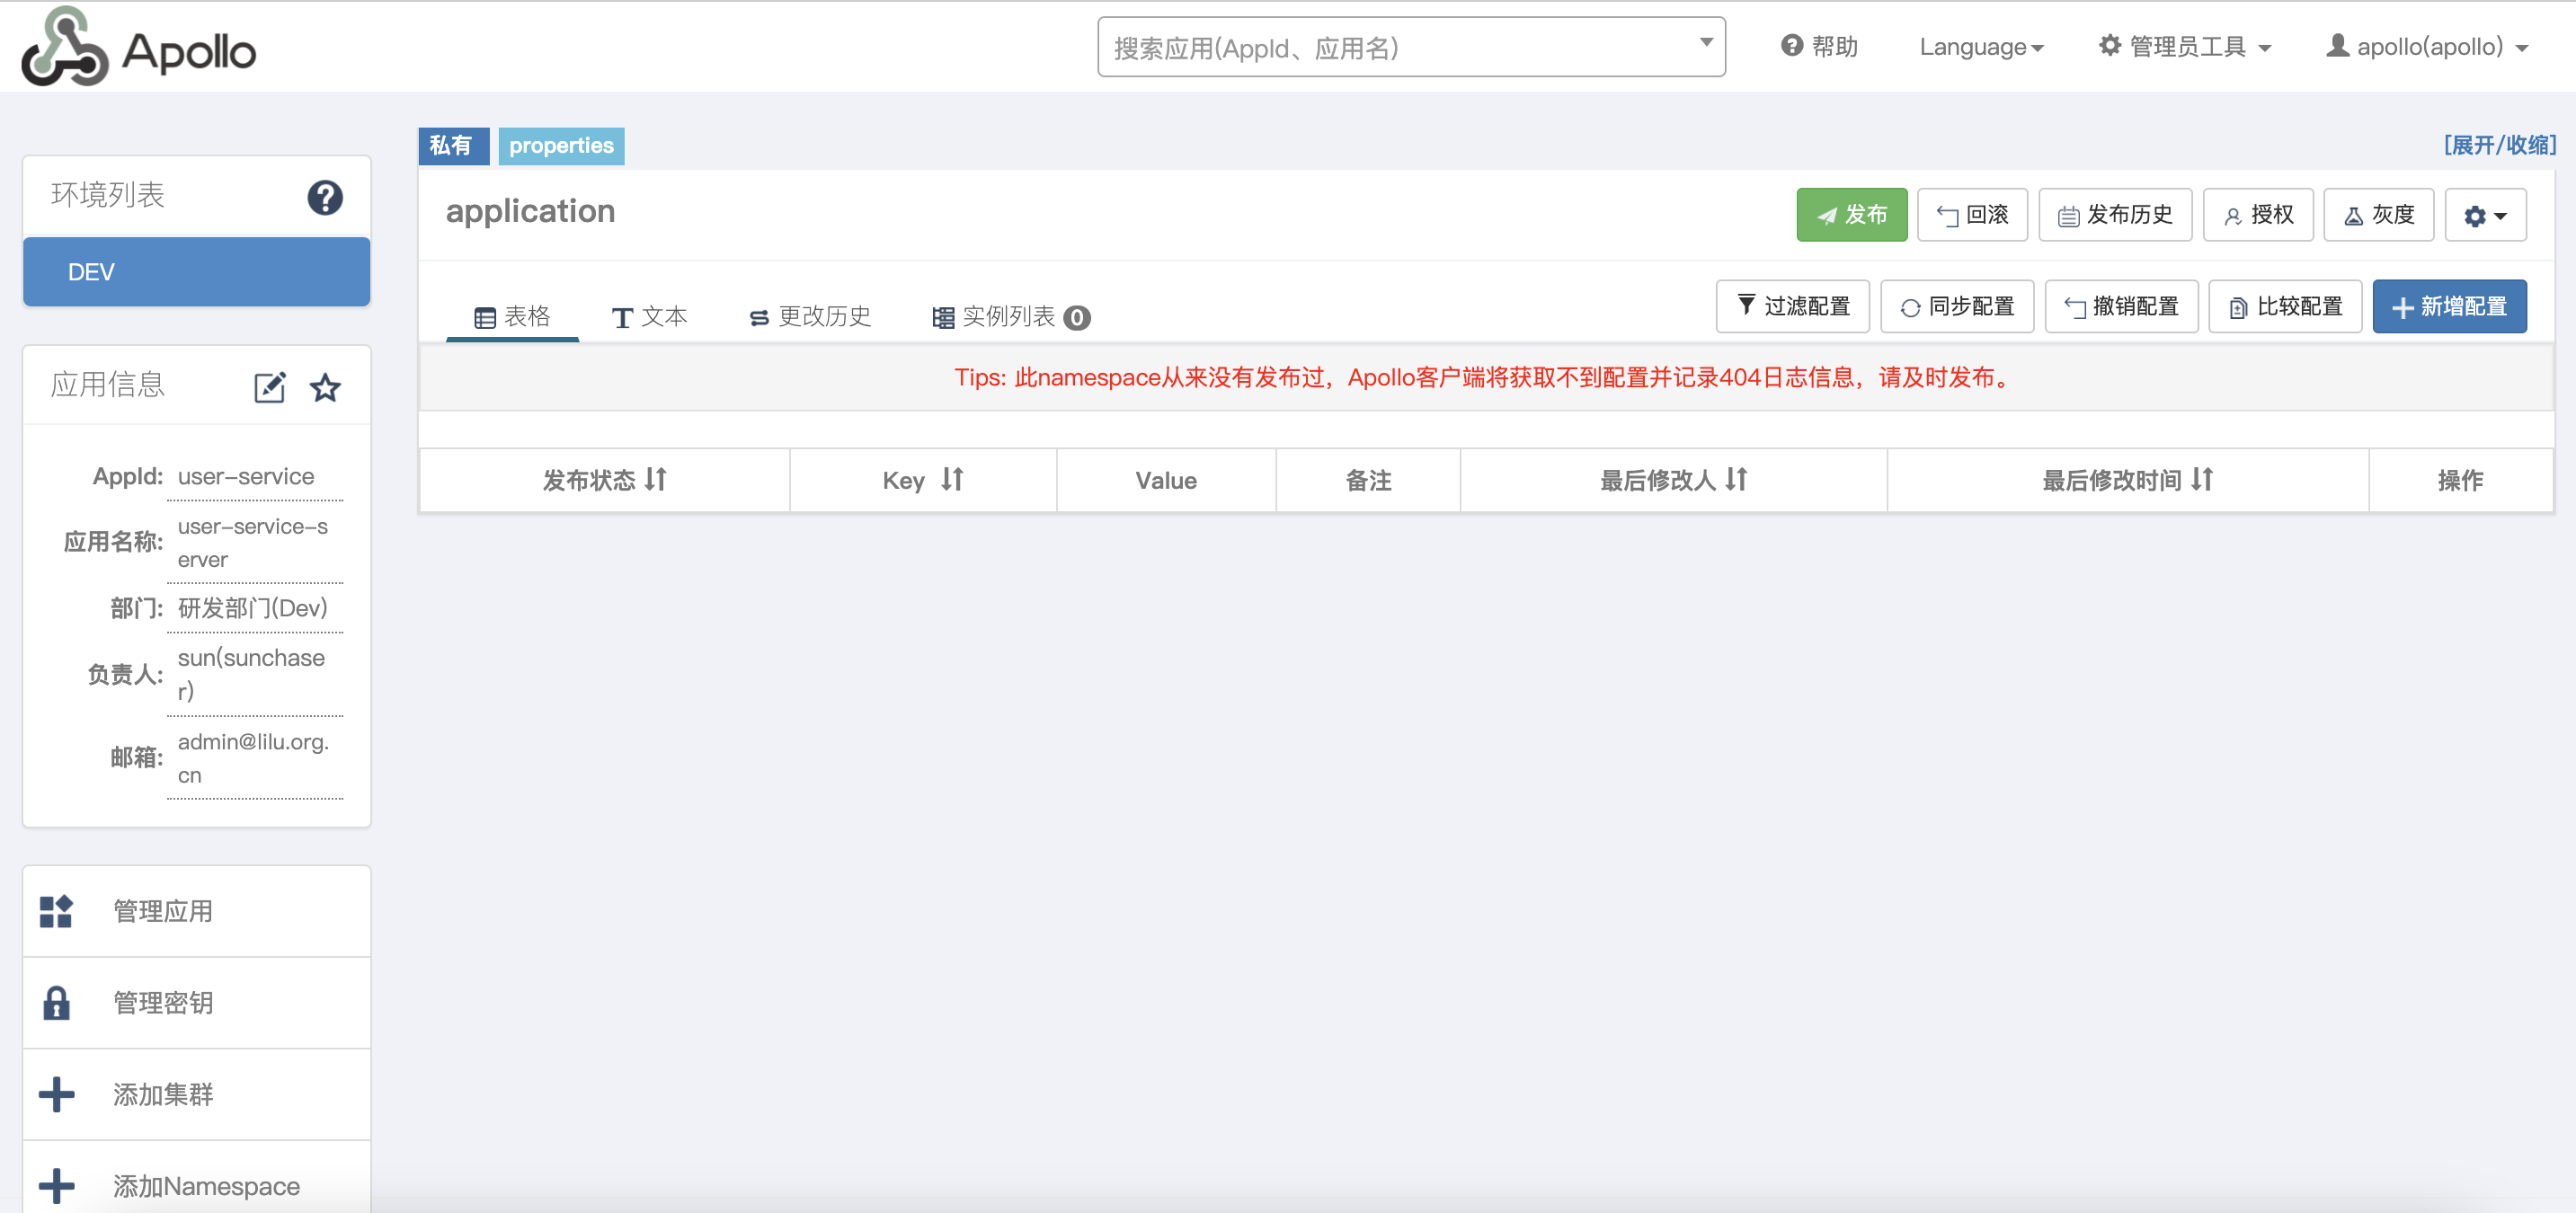 Apollo
搜索应用(AppId、应用名)
帮助
Language
管理员工具
apollo(apollo)
私有
properties
[展开/收缩]
环境列表
DEV
application
发布
回滚
发布历史
授权
灰度
表格
文本
更改历史
实例列表 0
过滤配置
同步配置
撤销配置
比较配置
新增配置
Tips: 此namespace从来没有发布过，Apollo客户端将获取不到配置并记录404日志信息，请及时发布。
发布状态
Key
Value
备注
最后修改人
最后修改时间
操作
应用信息
AppId: user-service
应用名称: user-service-s
erver
部门: 研发部门(Dev)
负责人: sun(sunchase
r)
邮箱: admin@lilu.org.
cn
管理应用
管理密钥
添加集群
添加Namespace